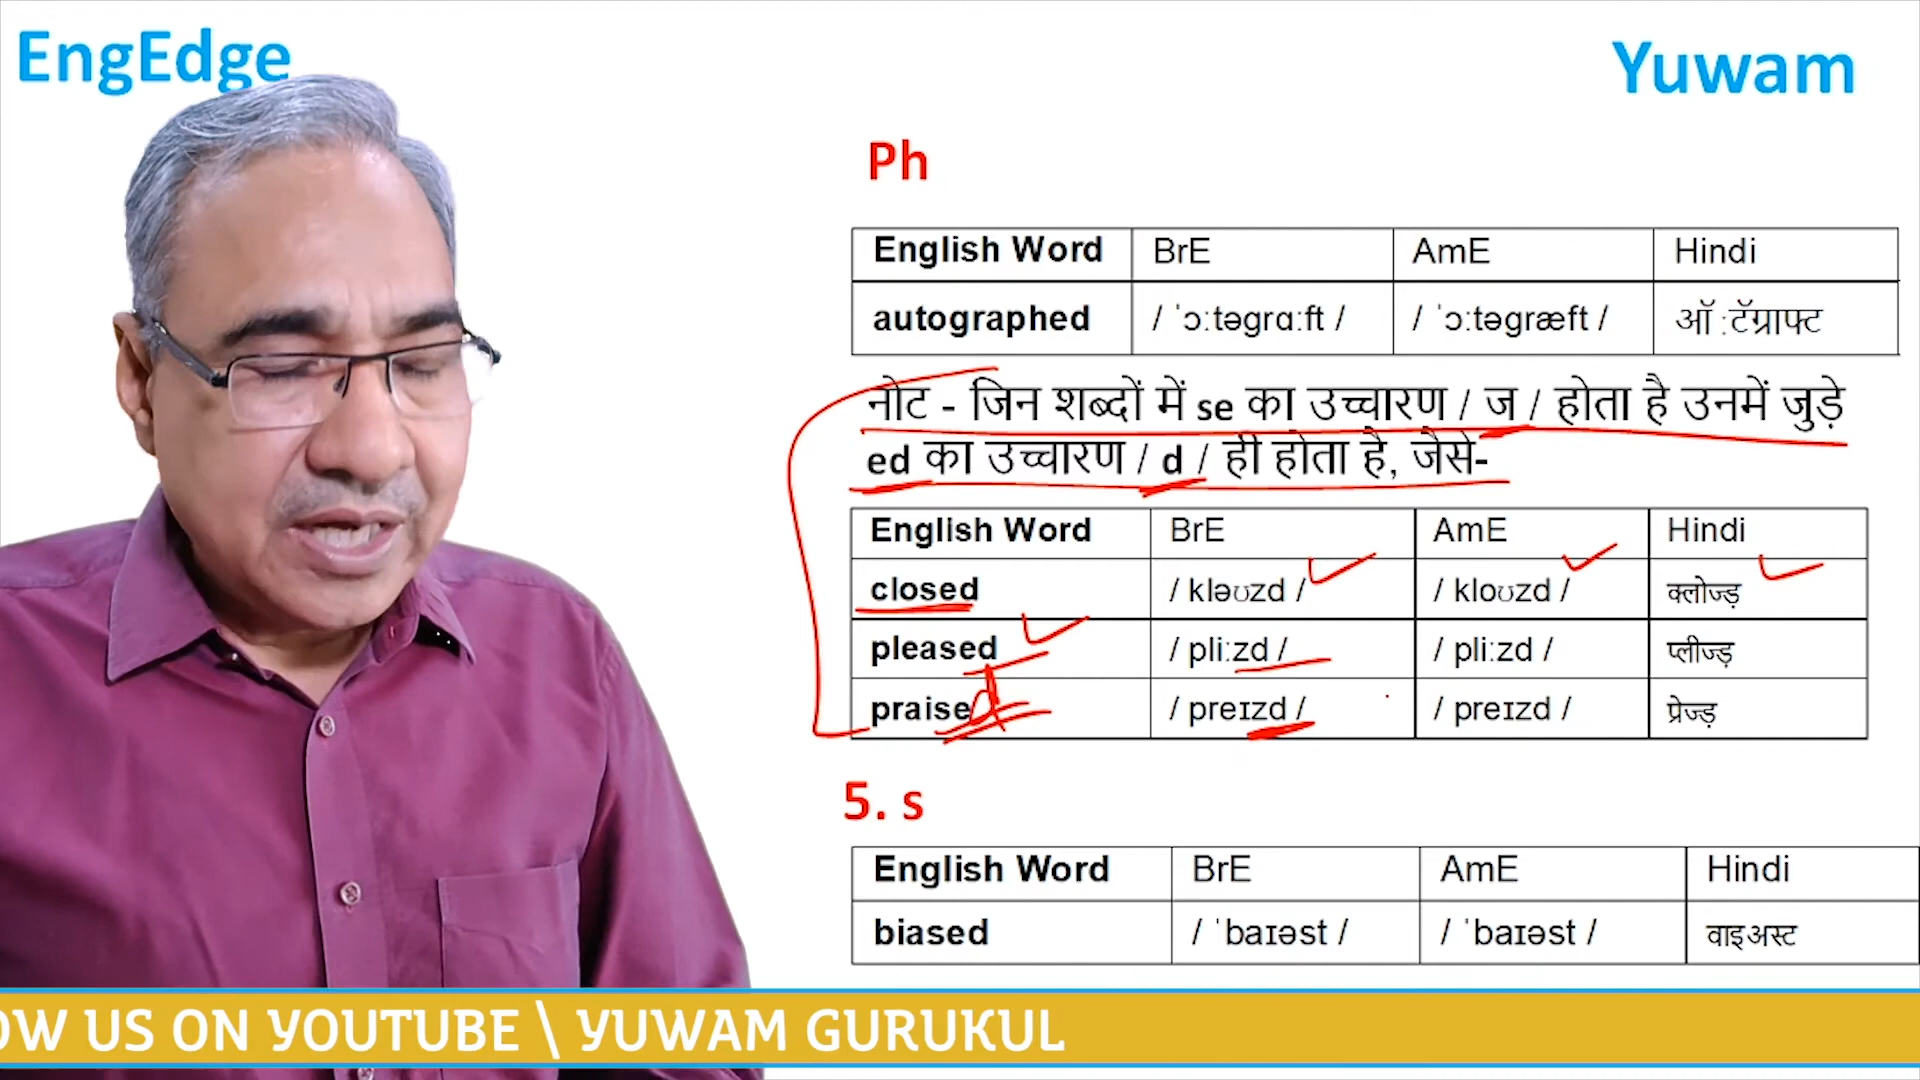 EngEdge
Yuwam
Ph
English Word BrE AmE Hindi
autographed / ˈɔːtəɡrɑːft / / ˈɔːtəɡræft / ऑ :टॅग्राफ्ट
नोट - जिन शब्दों में se का उच्चारण / ज / होता है उनमें जुड़े
ed का उच्चारण / d / ही होता है, जैसे-
English Word BrE AmE Hindi
closed / kləʊzd / / kloʊzd / क्लोज्ड़
pleased / pliːzd / / pliːzd / प्लीज्ड़
praised / preɪzd / / preɪzd / प्रेज्ड़
5. s
English Word BrE AmE Hindi
biased / ˈbaɪəst / / ˈbaɪəst / वाइअस्ट
OW US ON YOUTUBE \ YUWAM GURUKUL